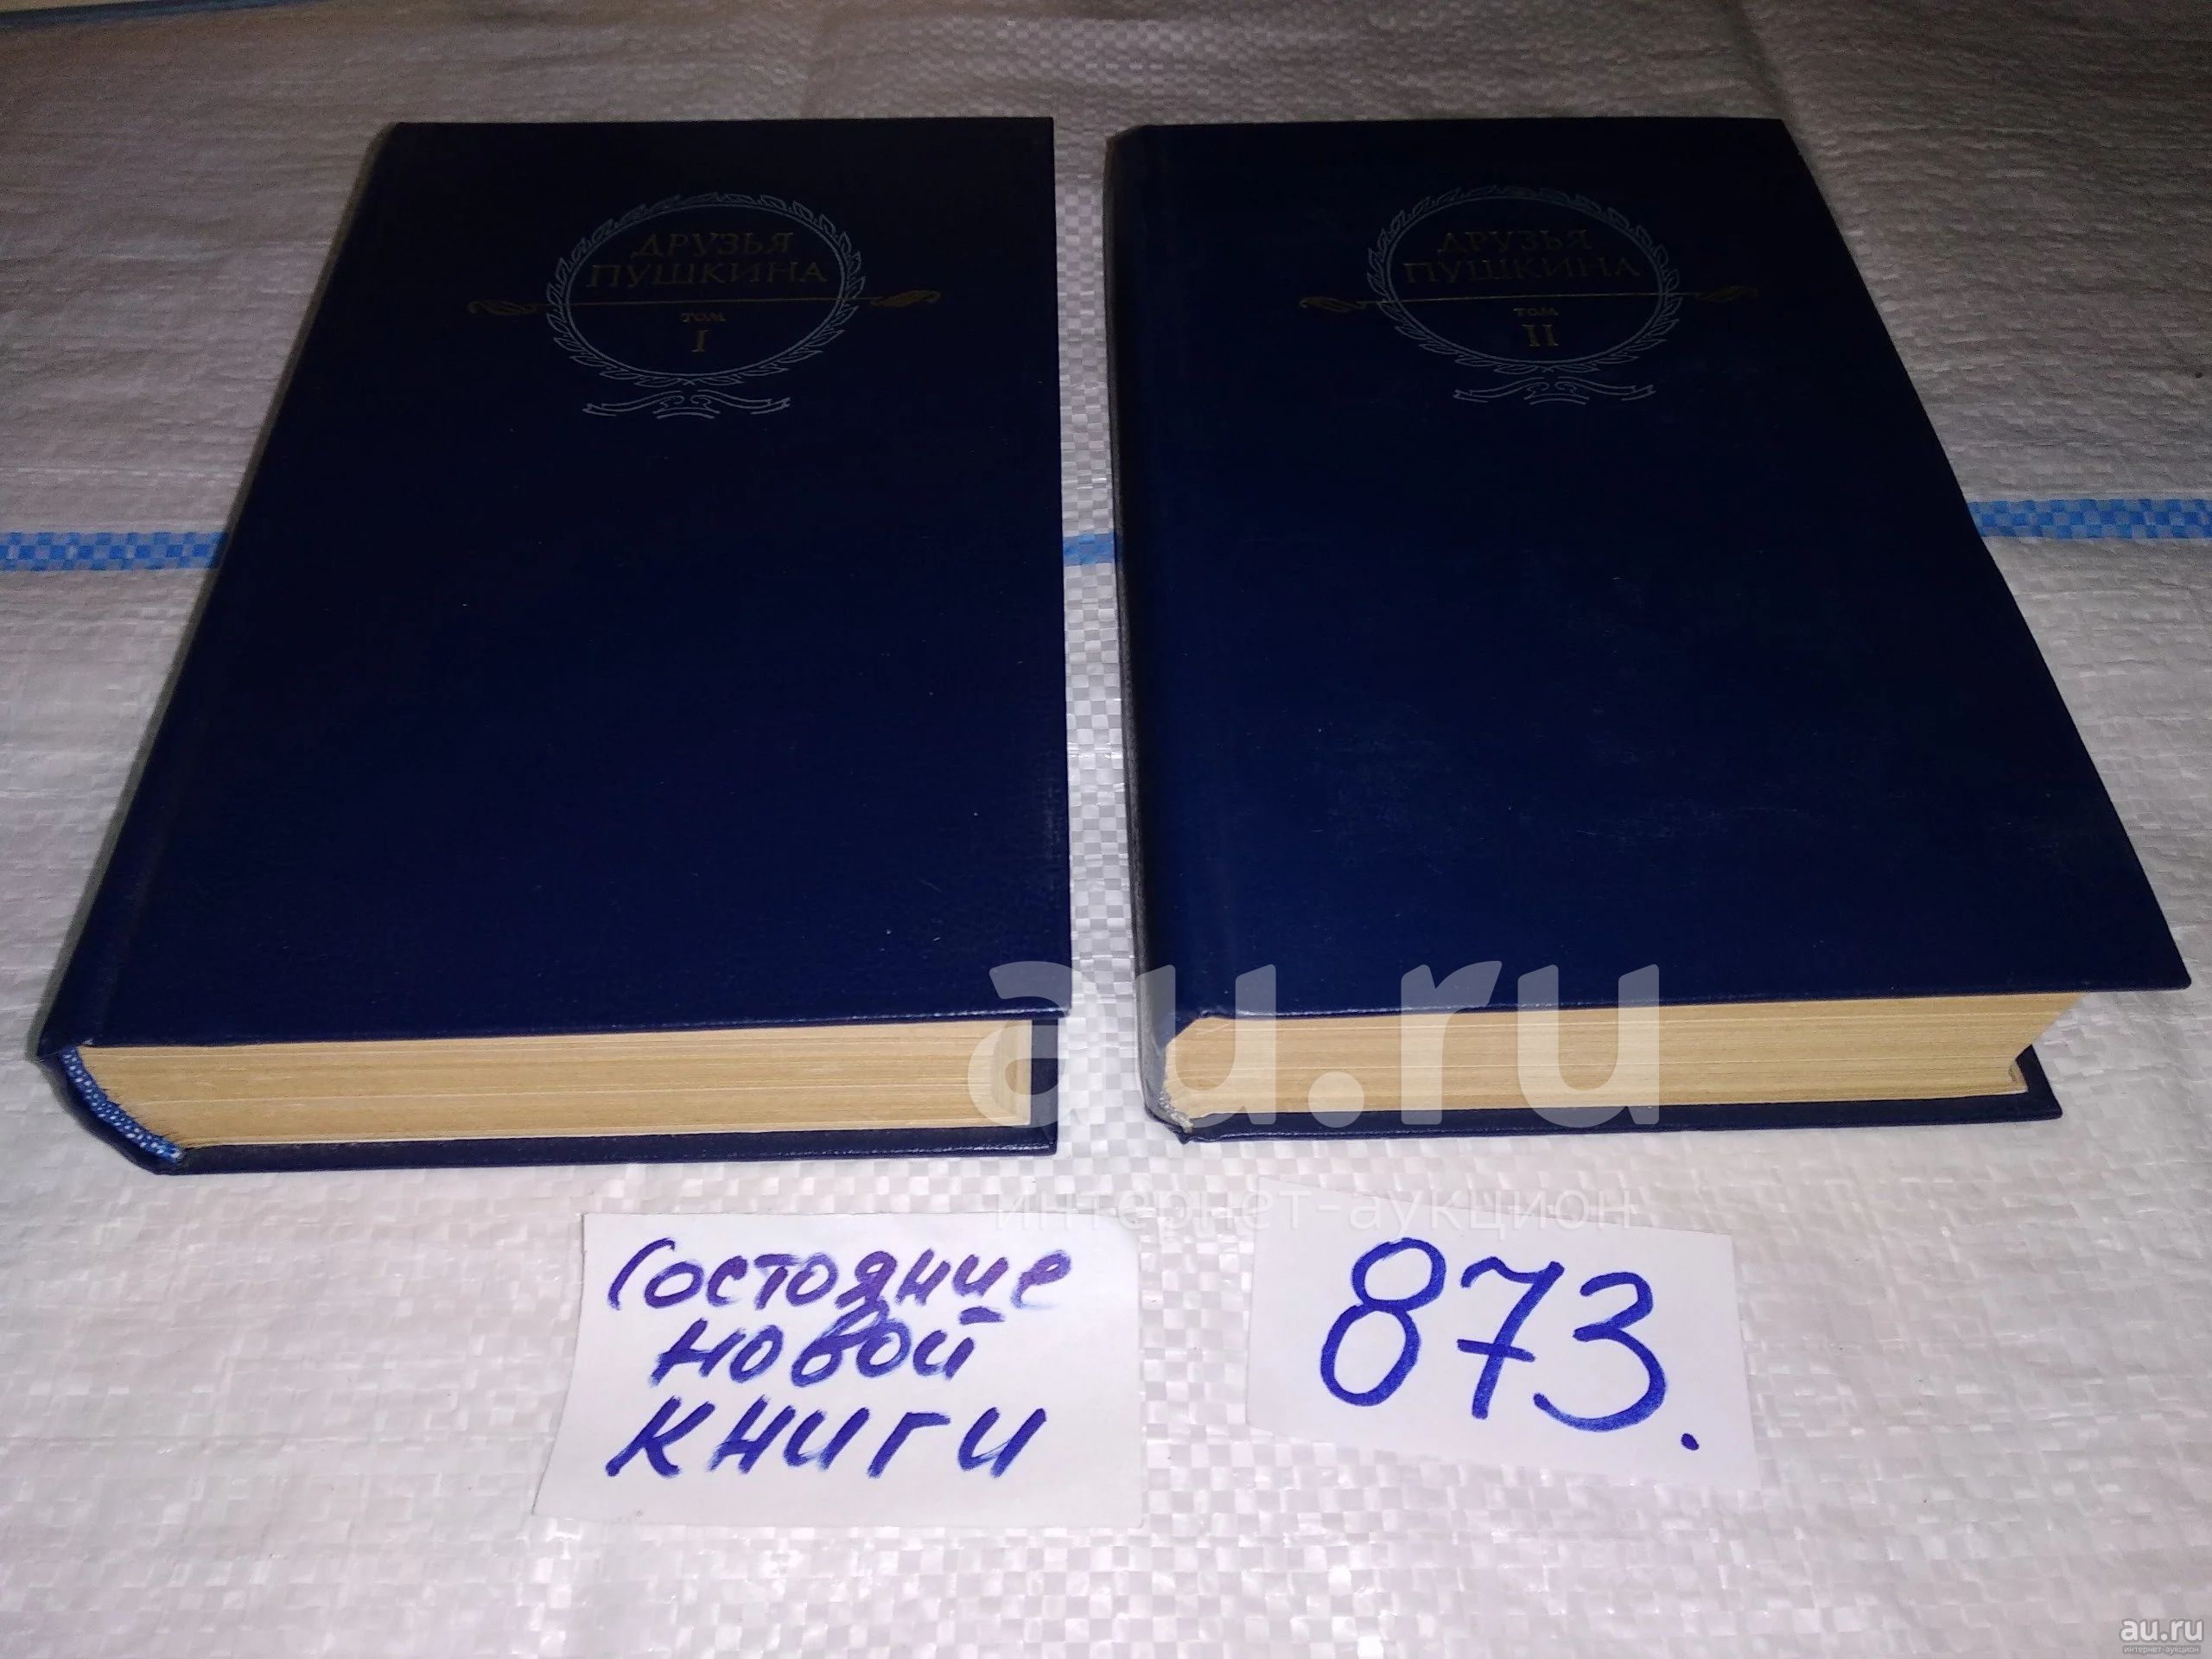 ДРУЗЬЯ
ПУШКИНА
ТОМ
I
ДРУЗЬЯ
ПУШКИНА
ТОМ
II
au.ru
интернет-аукцион
Состояние
новой
книги
873.
au.ru
интернет-аукцион